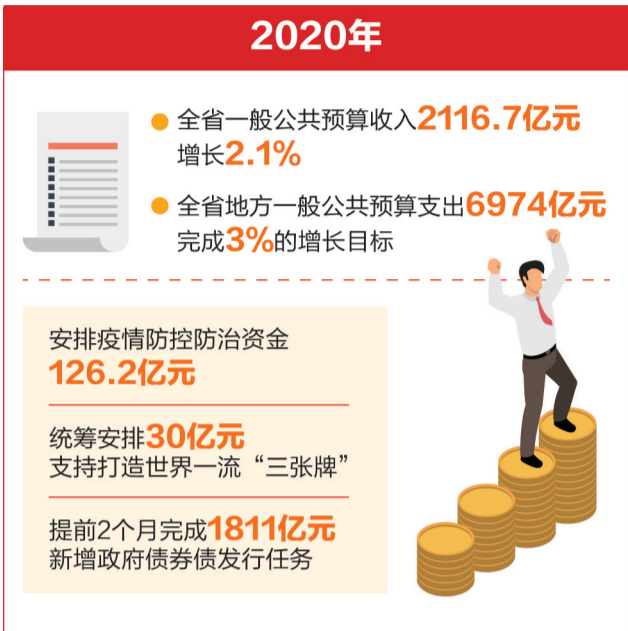 2020年
全省一般公共预算收入2116.7亿元
增长2.1%
全省地方一般公共预算支出6974亿元
完成3%的增长目标
安排疫情防控防治资金
126.2亿元
统筹安排30亿元
支持打造世界一流“三张牌”
提前2个月完成1811亿元
新增政府债券债发行任务